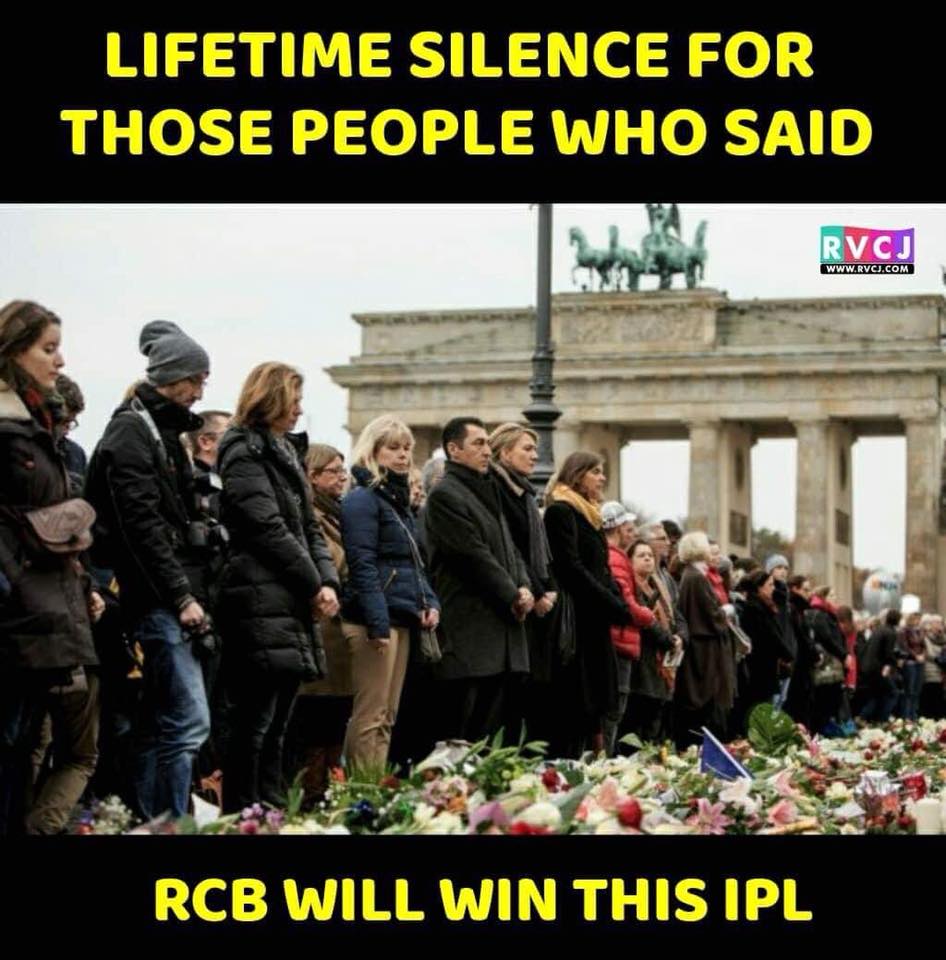 LIFETIME SILENCE FOR
THOSE PEOPLE WHO SAID
RVCJ
WWW.RVCJ.COM
RCB WILL WIN THIS IPL